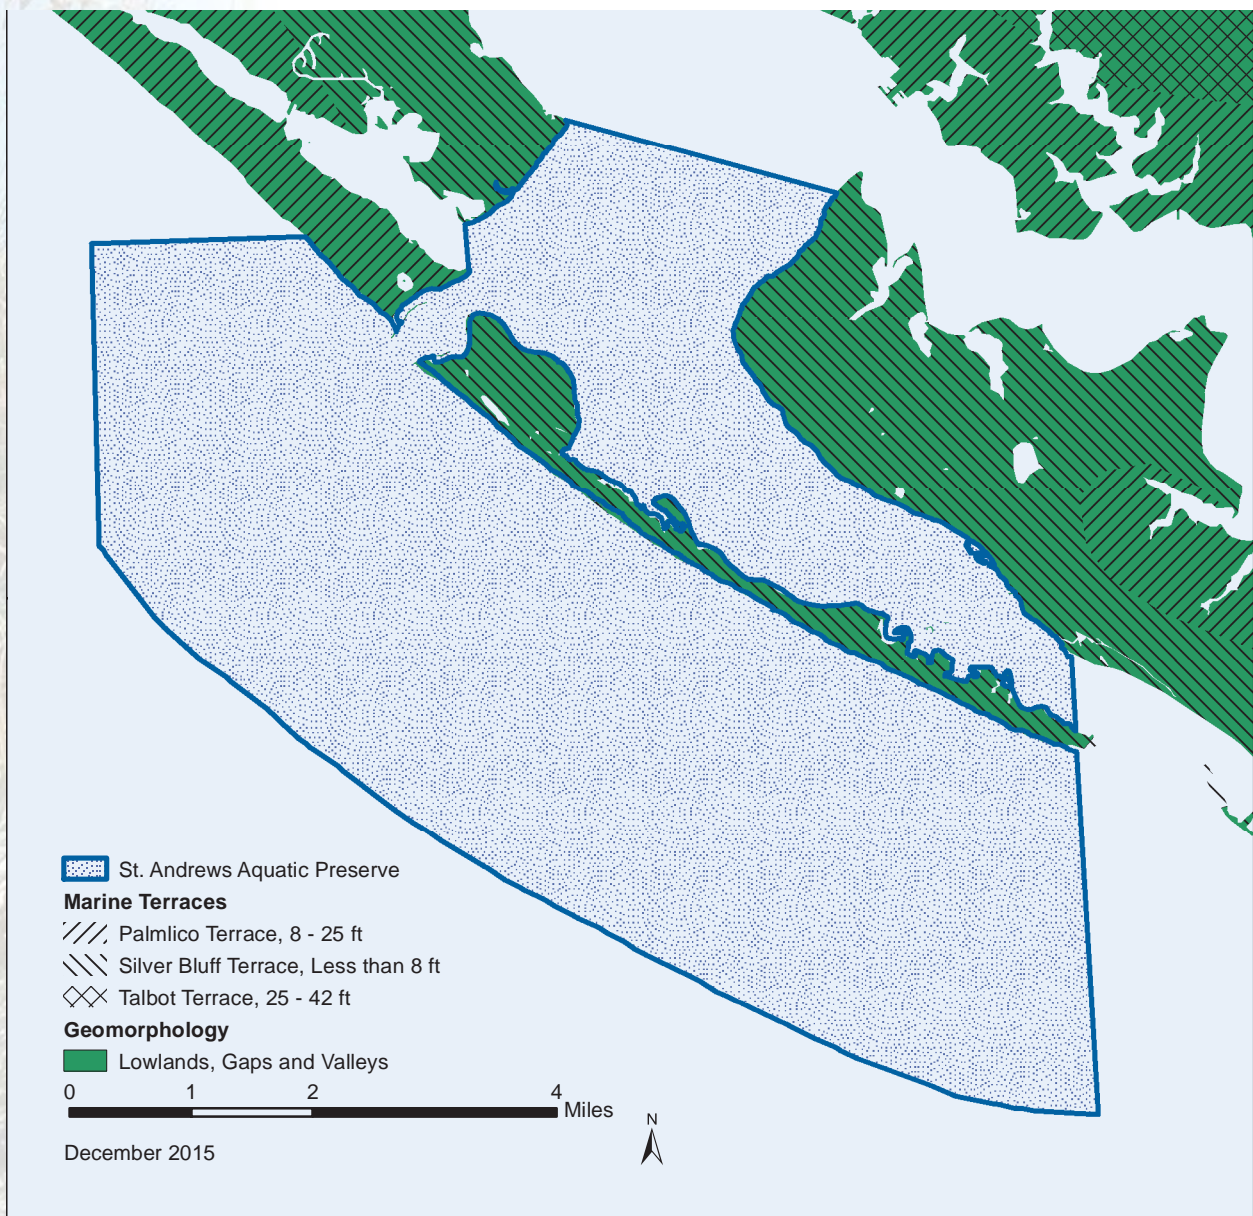 St. Andrews Aquatic Preserve
Marine Terraces
Palmlico Terrace, 8 - 25 ft
Silver Bluff Terrace, Less than 8 ft
Talbot Terrace, 25 - 42 ft
Geomorphology
Lowlands, Gaps and Valleys
0 1 2 4
Miles
N
December 2015